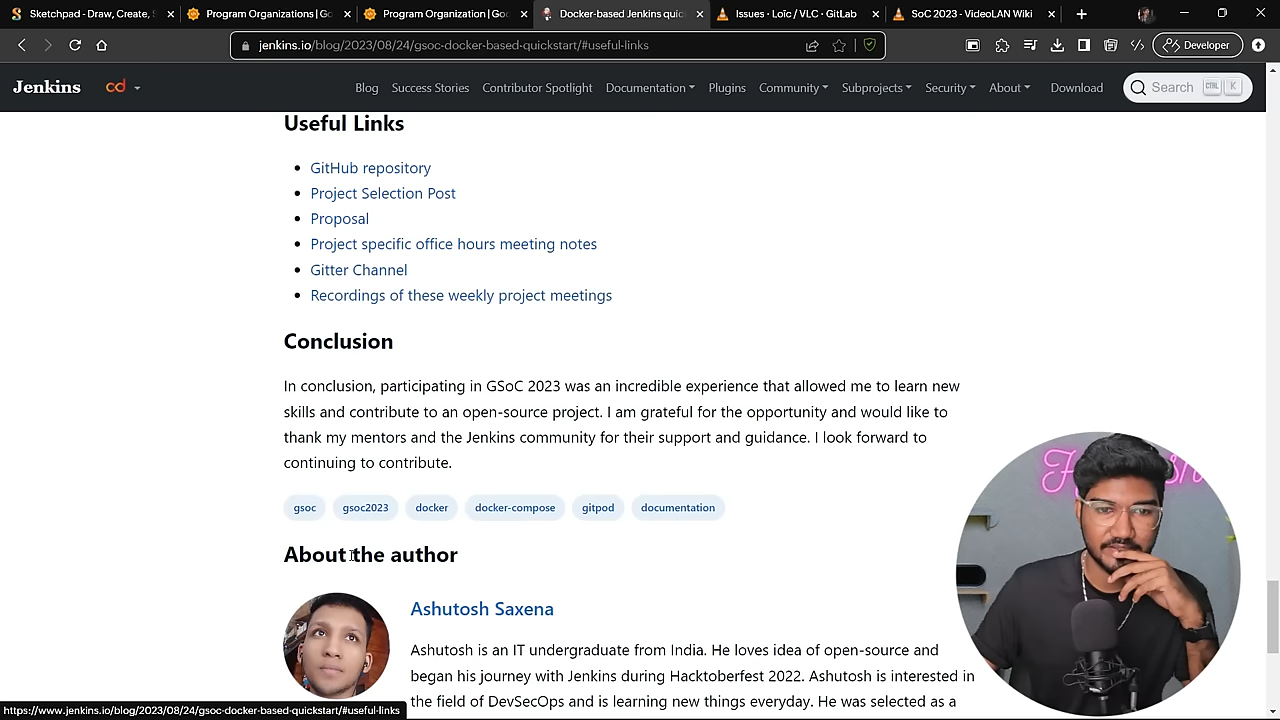 Sketchpad - Draw, Create, S
Program Organizations | Go
Program Organization | Goo
Docker-based Jenkins quic
Issues · Loïc / VLC · GitLab
SoC 2023 - VideoLAN Wiki
jenkins.io/blog/2023/08/24/gsoc-docker-based-quickstart/#useful-links
Developer
Jenkins
cd
Blog
Success Stories
Contributor Spotlight
Documentation
Plugins
Community
Subprojects
Security
About
Download
Search CTRL K
Useful Links
GitHub repository
Project Selection Post
Proposal
Project specific office hours meeting notes
Gitter Channel
Recordings of these weekly project meetings
Conclusion
In conclusion, participating in GSoC 2023 was an incredible experience that allowed me to learn new
skills and contribute to an open-source project. I am grateful for the opportunity and would like to
thank my mentors and the Jenkins community for their support and guidance. I look forward to
continuing to contribute.
gsoc
gsoc2023
docker
docker-compose
gitpod
documentation
About the author
Ashutosh Saxena
Ashutosh is an IT undergraduate from India. He loves idea of open-source and
began his journey with Jenkins during Hacktoberfest 2022. Ashutosh is interested in
the field of DevSecOps and is learning new things everyday. He was selected as a
https://www.jenkins.io/blog/2023/08/24/gsoc-docker-based-quickstart/#useful-links